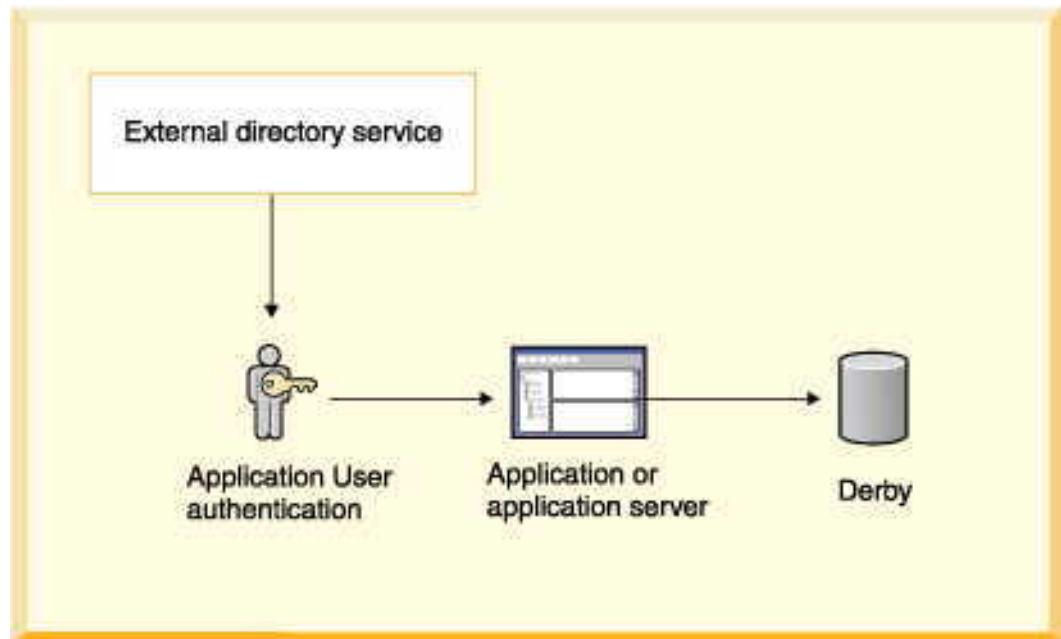 External directory service
Application User
authentication
Application or
application server
Derby